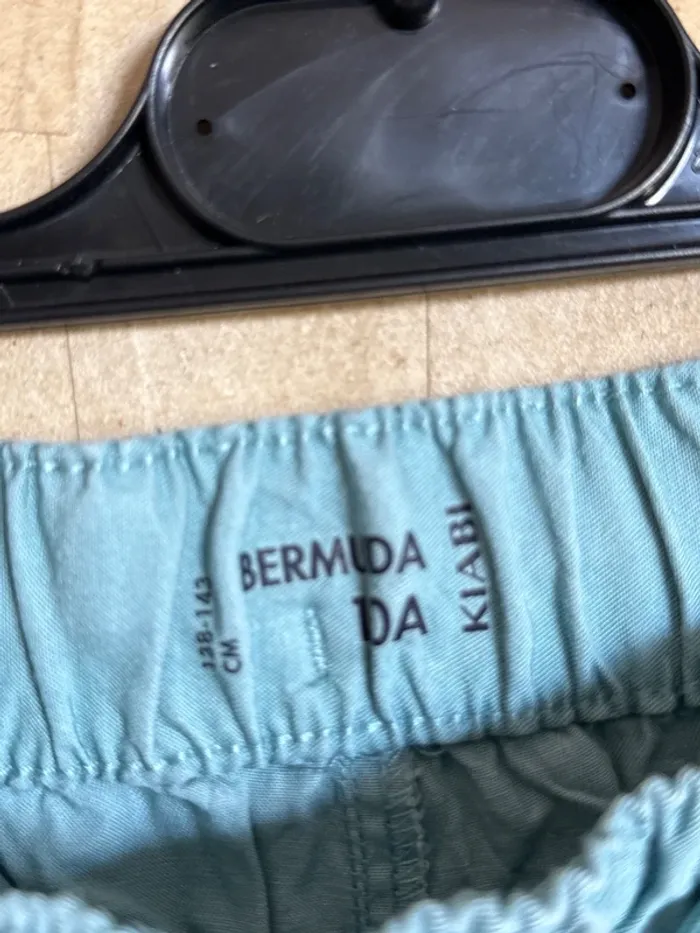 BERMUDA
10A
138-143
CM
KIABI